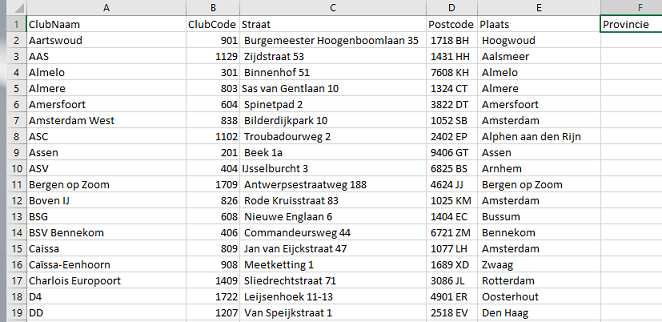 A B C D E F
1 ClubNaam ClubCode Straat Postcode Plaats Provincie
2 Aartswoud 901 Burgemeester Hoogenboomlaan 35 1718 BH Hoogwoud
3 AAS 1129 Zijdstraat 53 1431 HH Aalsmeer
4 Almelo 301 Binnenhof 51 7608 KH Almelo
5 Almere 803 Sas van Gentlaan 10 1324 CT Almere
6 Amersfoort 604 Spinetpad 2 3822 DT Amersfoort
7 Amsterdam West 838 Bilderdijkpark 10 1052 SB Amsterdam
8 ASC 1102 Troubadourweg 2 2402 EP Alphen aan den Rijn
9 Assen 201 Beek 1a 9406 GT Assen
10 ASV 404 IJsselburcht 3 6825 BS Arnhem
11 Bergen op Zoom 1709 Antwerpsestraatweg 188 4624 JJ Bergen op Zoom
12 Boven IJ 826 Rode Kruisstraat 83 1025 KM Amsterdam
13 BSG 608 Nieuwe Englaan 6 1404 EC Bussum
14 BSV Bennekom 406 Commandeursweg 44 6721 ZM Bennekom
15 Caissa 809 Jan van Eijckstraat 47 1077 LH Amsterdam
16 Caïssa-Eenhoorn 908 Meetketting 1 1689 XD Zwaag
17 Charlois Europoort 1409 Sliedrechtstraat 71 3086 JL Rotterdam
18 D4 1722 Leijsenhoek 11-13 4901 ER Oosterhout
19 DD 1207 Van Speijkstraat 1 2518 EV Den Haag